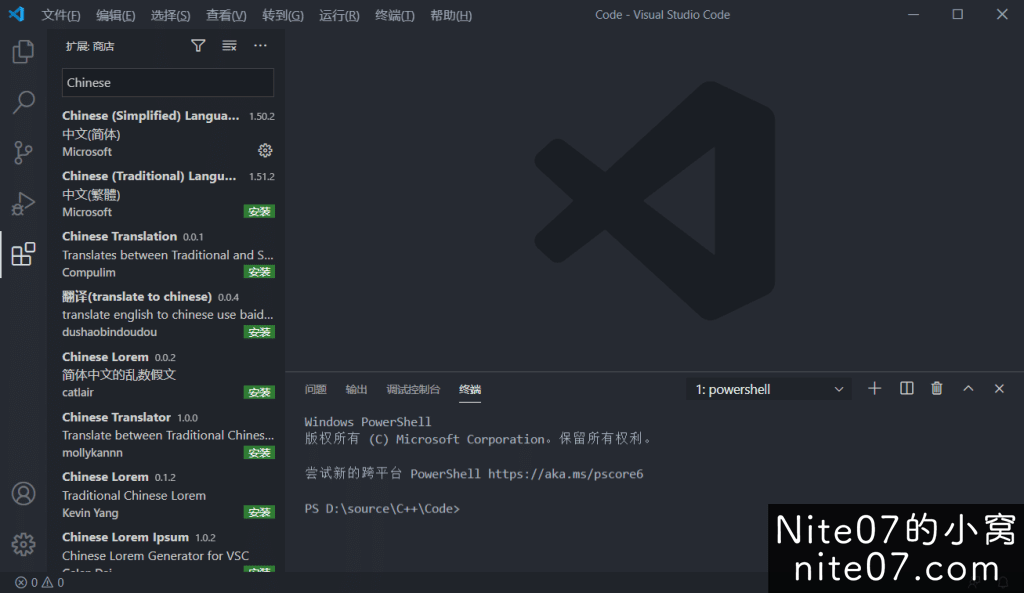 文件(F) 编辑(E) 选择(S) 查看(V) 转到(G) 运行(R) 终端(T) 帮助(H) Code - Visual Studio Code
扩展: 商店
Chinese
Chinese (Simplified) Langua... 1.50.2
中文(简体)
Microsoft
Chinese (Traditional) Langu... 1.51.2
中文(繁體)
Microsoft 安装
Chinese Translation 0.0.1
Translates between Traditional and S...
Compulim 安装
翻译(translate to chinese) 0.0.4
translate english to chinese use baid...
dushaobindoudou 安装
Chinese Lorem 0.0.2
简体中文的乱数假文
catlair 安装
Chinese Translator 1.0.0
Translate between Traditional Chines...
mollykannn 安装
Chinese Lorem 0.1.2
Traditional Chinese Lorem
Kevin Yang 安装
Chinese Lorem Ipsum 1.0.2
Chinese Lorem Generator for VSC
问题 输出 调试控制台 终端 1: powershell
Windows PowerShell
版权所有 (C) Microsoft Corporation。保留所有权利。
尝试新的跨平台 PowerShell https://aka.ms/pscore6
PS D:\source\C++\Code>
0 0
Nite07的小窝
nite07.com